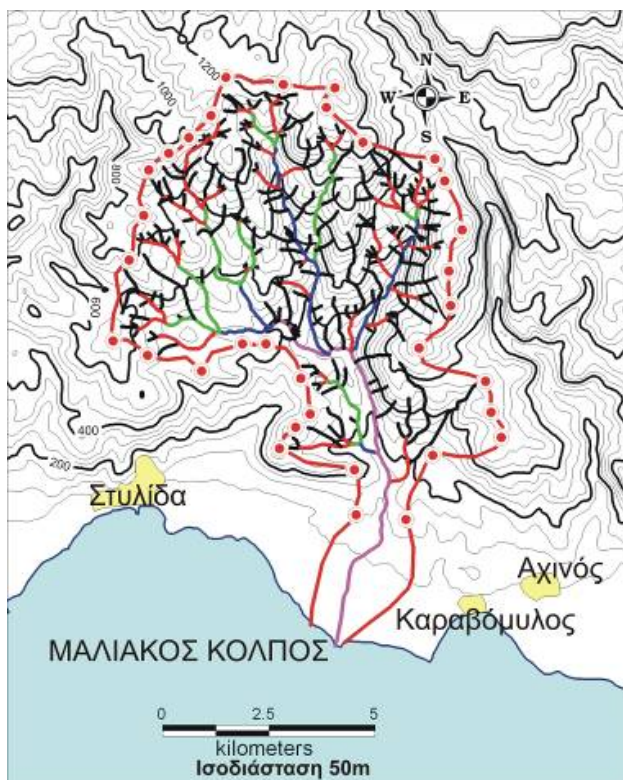 1200
1000
N
W E
S
800
600
400
200
Στυλίδα
Αχινός
Καραβόμυλος
ΜΑΛΙΑΚΟΣ ΚΟΛΠΟΣ
0 2.5 5
kilometers
Ισοδιάσταση 50m